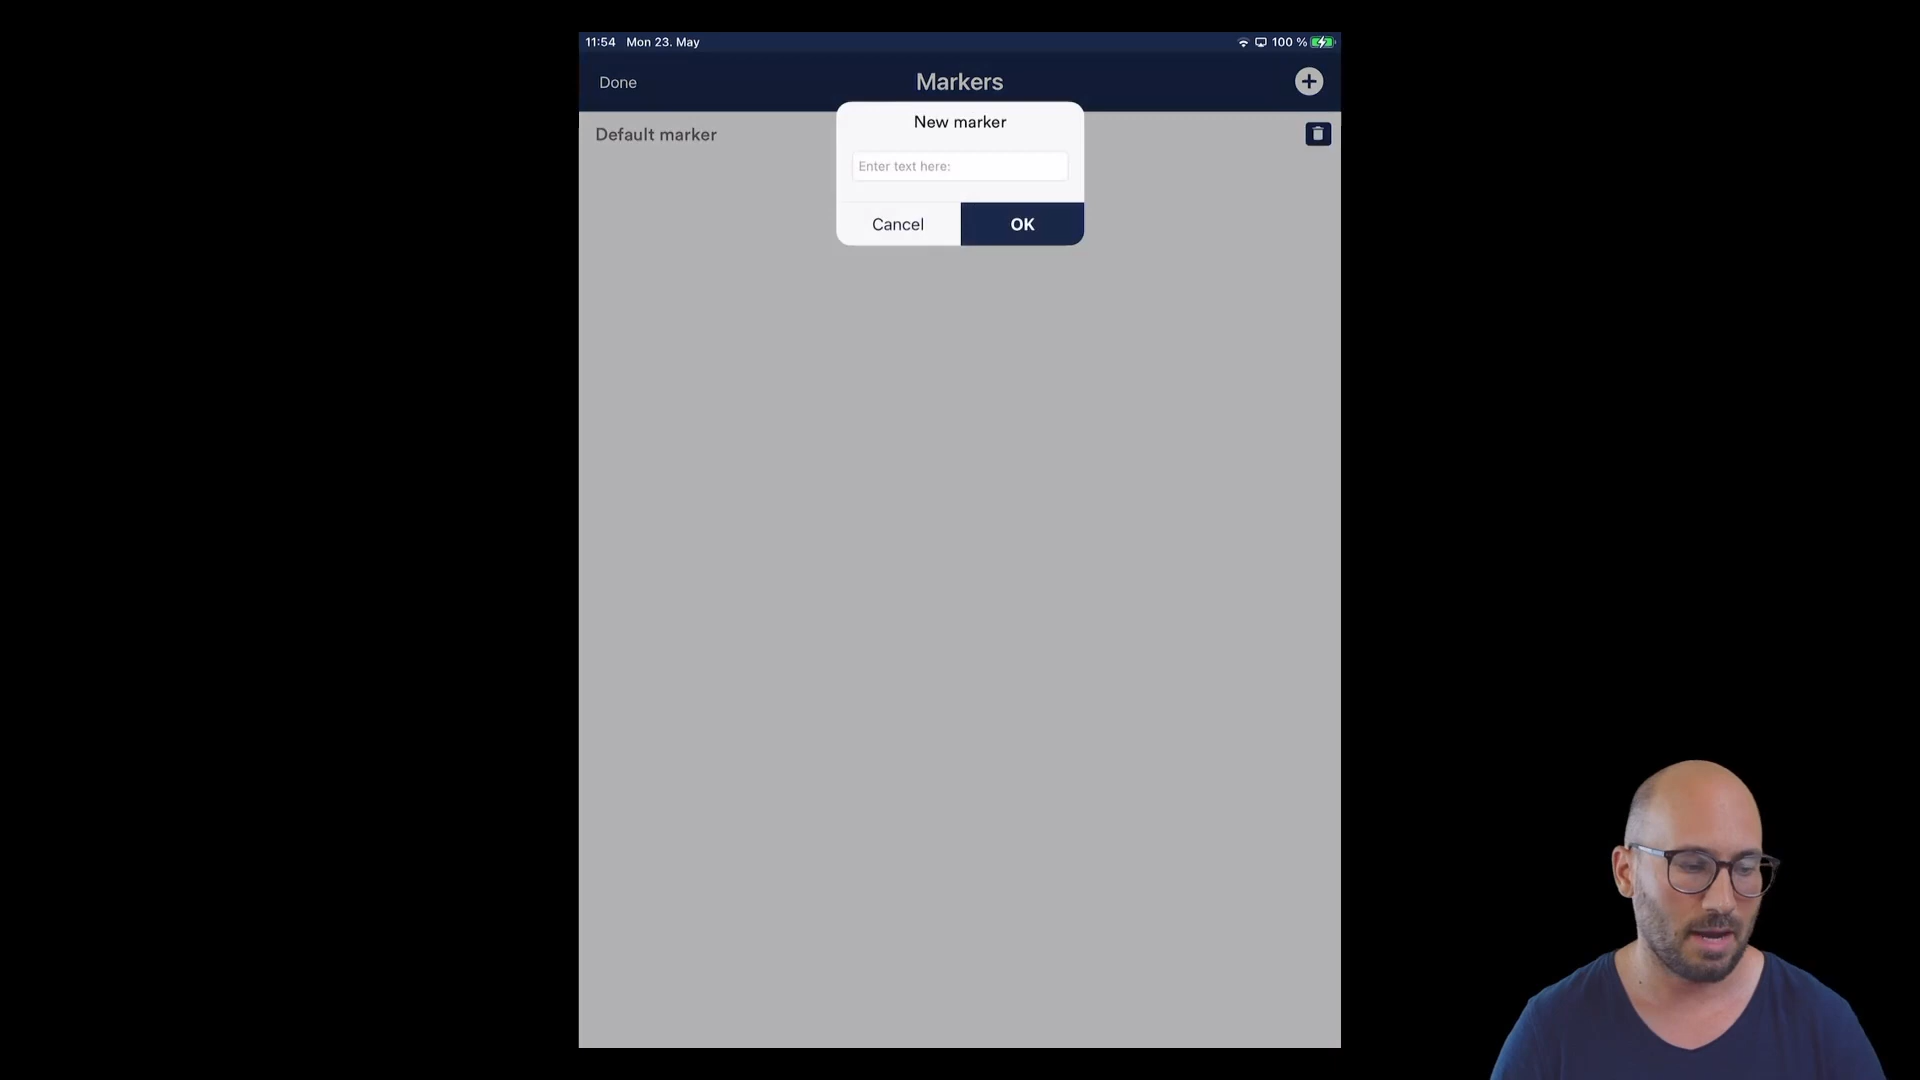 11:54 Mon 23. May
100 %
Done
Markers
New marker
Default marker
Enter text here:
Cancel
OK